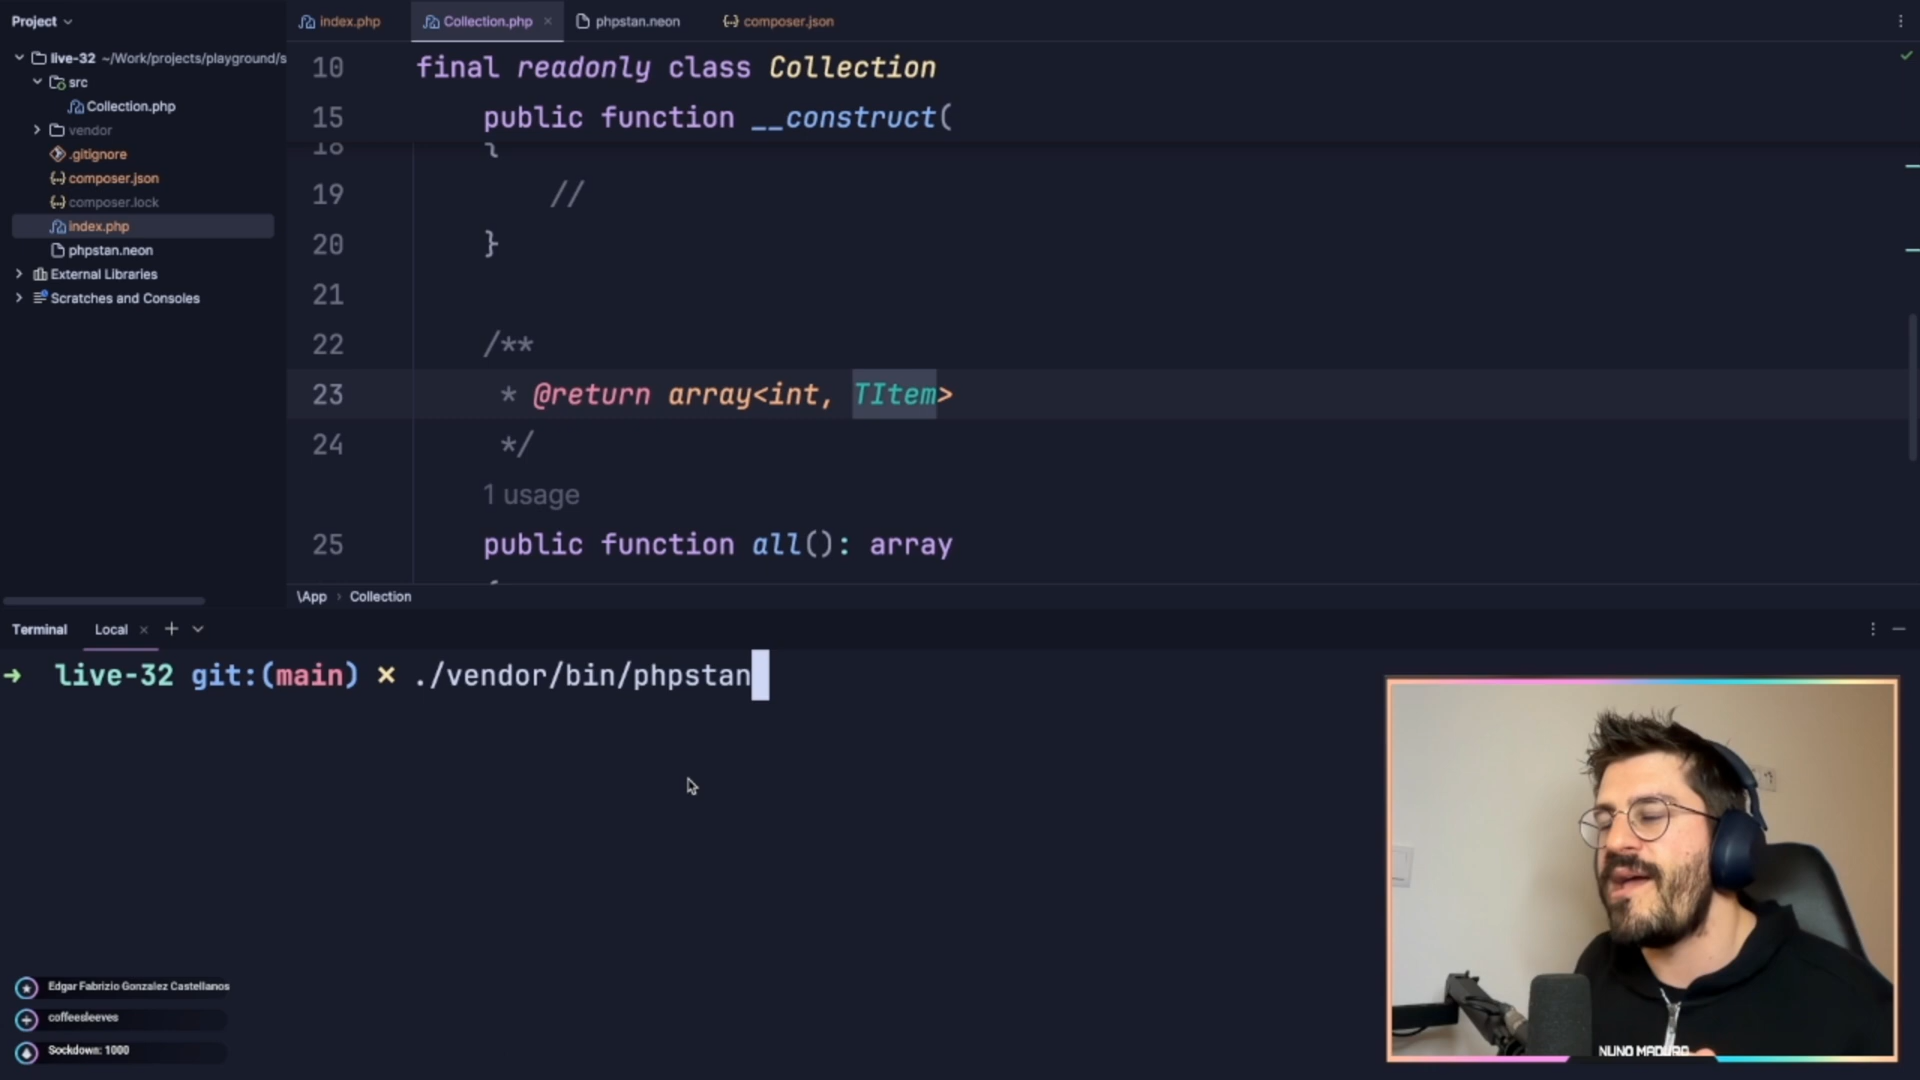 Project
index.php
Collection.php ×
phpstan.neon
{··} composer.json
live-32 ~/Work/projects/playground/s
src
Collection.php
vendor
.gitignore
composer.json
composer.lock
index.php
phpstan.neon
External Libraries
Scratches and Consoles
10 final readonly class Collection
15 public function __construct(
18 {
19 //
20 }
21
22 /**
23 * @return array<int, TItem>
24 */
1 usage
25 public function all(): array
\App › Collection
Terminal Local × +
→ live-32 git:(main) × ./vendor/bin/phpstan
Edgar Fabrizio Gonzalez Castellanos
coffeesleeves
Sockdown: 1000
NUNO MADURO